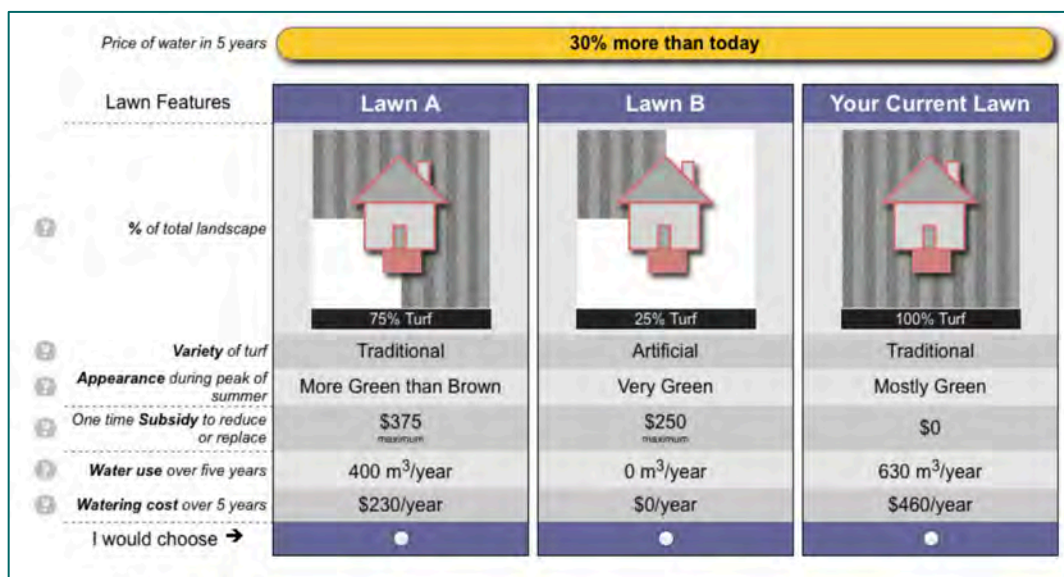 Price of water in 5 years
30% more than today
Lawn Features
Lawn A
Lawn B
Your Current Lawn
% of total landscape
75% Turf
25% Turf
100% Turf
Variety of turf
Traditional
Artificial
Traditional
Appearance during peak of
summer
More Green than Brown
Very Green
Mostly Green
One time Subsidy to reduce
or replace
$375
maximum
$250
maximum
$0
Water use over five years
400 m³/year
0 m³/year
630 m³/year
Watering cost over 5 years
$230/year
$0/year
$460/year
I would choose ➔